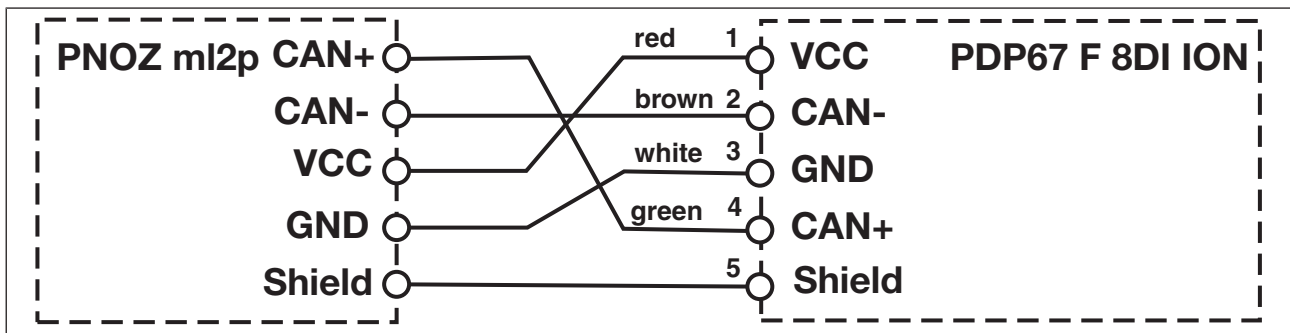 PNOZ ml2p CAN+ red 1 VCC PDP67 F 8DI ION
CAN- brown 2 CAN-
VCC white 3 GND
GND green 4 CAN+
Shield 5 Shield